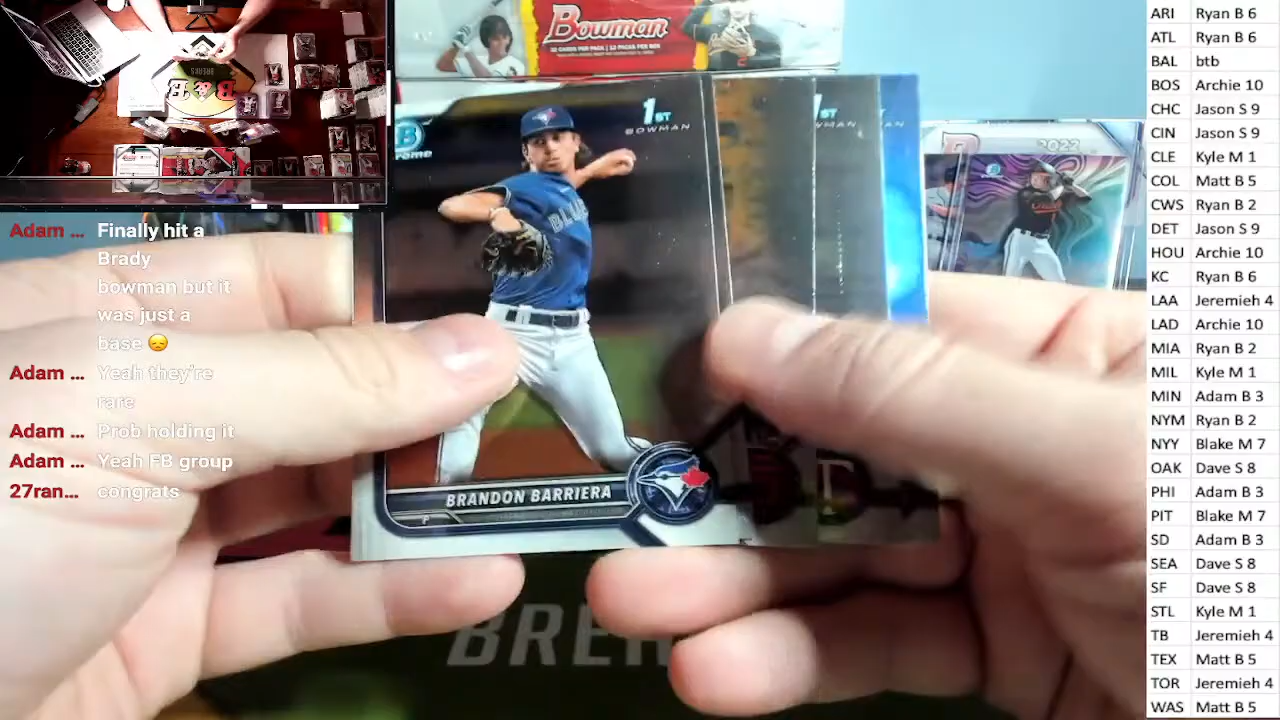 Bowman
1ST
BOWMAN
1ST
2022
BLUE
BRANDON BARRIERA
P
BREAKS
BRE
Adam ... Finally hit a
Brady
bowman but it
was just a
base 😞
Adam ... Yeah they're
rare
Adam ... Prob holding it
Adam ... Yeah FB group
27ran... congrats
ARI Ryan B 6
ATL Ryan B 6
BAL btb
BOS Archie 10
CHC Jason S 9
CIN Jason S 9
CLE Kyle M 1
COL Matt B 5
CWS Ryan B 2
DET Jason S 9
HOU Archie 10
KC Ryan B 6
LAA Jeremieh 4
LAD Archie 10
MIA Ryan B 2
MIL Kyle M 1
MIN Adam B 3
NYM Ryan B 2
NYY Blake M 7
OAK Dave S 8
PHI Adam B 3
PIT Blake M 7
SD Adam B 3
SEA Dave S 8
SF Dave S 8
STL Kyle M 1
TB Jeremieh 4
TEX Matt B 5
TOR Jeremieh 4
WAS Matt B 5